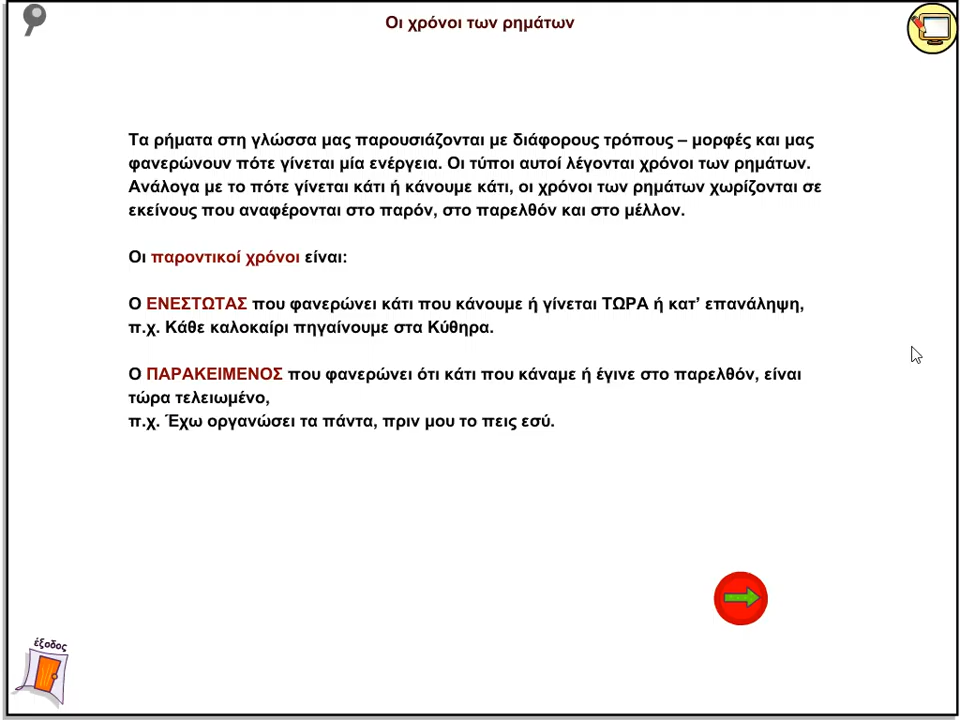 Οι χρόνοι των ρημάτων
Τα ρήματα στη γλώσσα μας παρουσιάζονται με διάφορους τρόπους – μορφές και μας
φανερώνουν πότε γίνεται μία ενέργεια. Οι τύποι αυτοί λέγονται χρόνοι των ρημάτων.
Ανάλογα με το πότε γίνεται κάτι ή κάνουμε κάτι, οι χρόνοι των ρημάτων χωρίζονται σε
εκείνους που αναφέρονται στο παρόν, στο παρελθόν και στο μέλλον.
Οι παροντικοί χρόνοι είναι:
Ο ΕΝΕΣΤΩΤΑΣ που φανερώνει κάτι που κάνουμε ή γίνεται ΤΩΡΑ ή κατ’ επανάληψη,
π.χ. Κάθε καλοκαίρι πηγαίνουμε στα Κύθηρα.
Ο ΠΑΡΑΚΕΙΜΕΝΟΣ που φανερώνει ότι κάτι που κάναμε ή έγινε στο παρελθόν, είναι
τώρα τελειωμένο,
π.χ. Έχω οργανώσει τα πάντα, πριν μου το πεις εσύ.
έξοδος